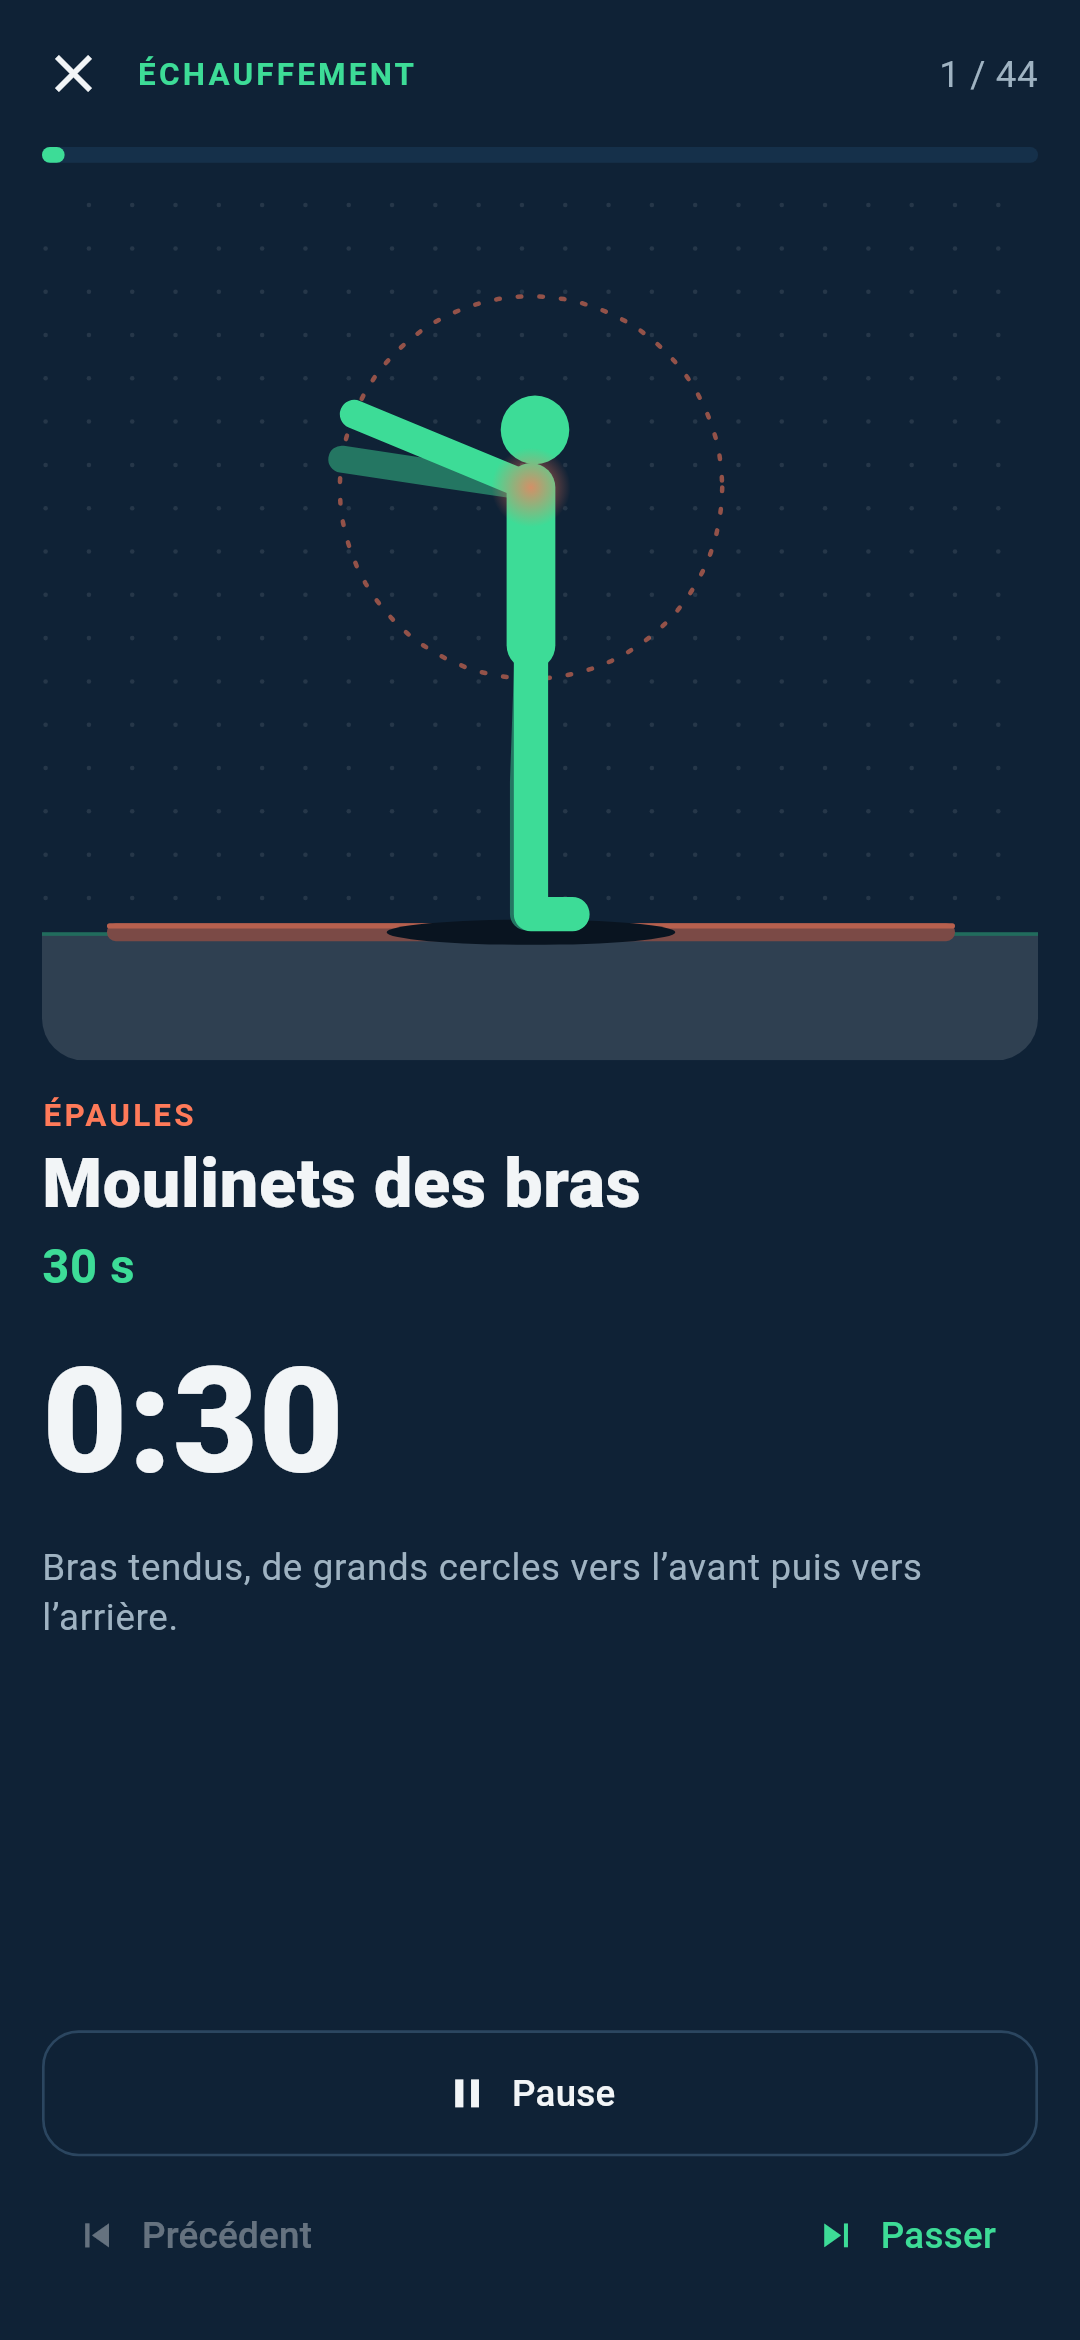 ÉCHAUFFEMENT
1 / 44
ÉPAULES
Moulinets des bras
30 s
0:30
Bras tendus, de grands cercles vers l’avant puis vers
l’arrière.
Pause
Précédent
Passer